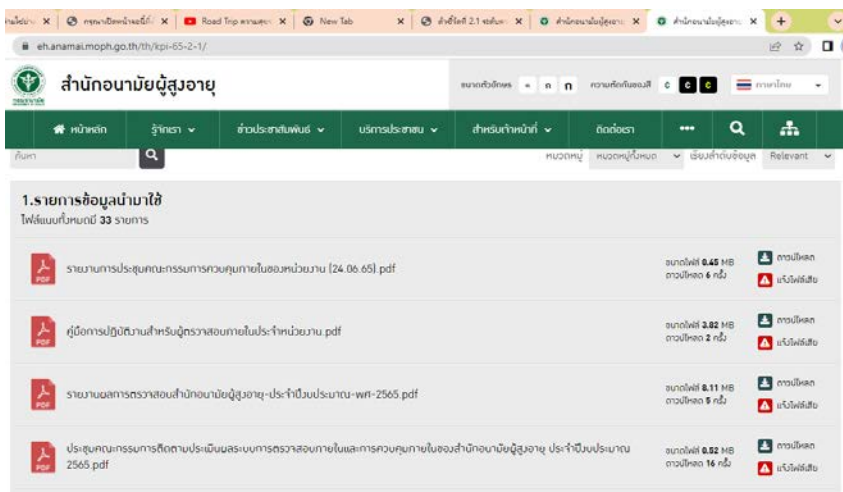 Road Trip
New Tab
eh.anamai.moph.go.th/th/kpi-65-2-1/
สำนักอนามัยผู้สูงอายุ
ขนาดตัวอักษร ก ก ก ความตัดกันของสี C C C ภาษาไทย
หน้าหลัก รู้จักเรา ข่าวประชาสัมพันธ์ บริการประชาชน สำหรับเจ้าหน้าที่ ติดต่อเรา
ค้นหา หมวดหมู่ หมวดหมู่ทั้งหมด เรียงลำดับข้อมูล Relevant
1.รายการข้อมูลนำมาใช้
ไฟล์แนบทั้งหมดมี 33 รายการ
PDF
รายงานการประชุมคณะกรรมการควบคุมภายในของหน่วยงาน (24.06.65).pdf
ขนาดไฟล์ 0.45 MB
ดาวน์โหลด 6 ครั้ง
ดาวน์โหลด
แจ้งไฟล์เสีย
PDF
คู่มือการปฏิบัติงานสำหรับผู้ตรวจสอบภายในประจำหน่วยงาน.pdf
ขนาดไฟล์ 3.82 MB
ดาวน์โหลด 2 ครั้ง
ดาวน์โหลด
แจ้งไฟล์เสีย
PDF
รายงานผลการตรวจสอบสำนักอนามัยผู้สูงอายุ-ประจำปีงบประมาณ-พศ-2565.pdf
ขนาดไฟล์ 8.11 MB
ดาวน์โหลด 5 ครั้ง
ดาวน์โหลด
แจ้งไฟล์เสีย
PDF
ประชุมคณะกรรมการติดตามประเมินผลระบบการตรวจสอบภายในและการควบคุมภายในของสำนักอนามัยผู้สูงอายุ ประจำปีงบประมาณ
2565.pdf
ขนาดไฟล์ 0.52 MB
ดาวน์โหลด 16 ครั้ง
ดาวน์โหลด
แจ้งไฟล์เสีย